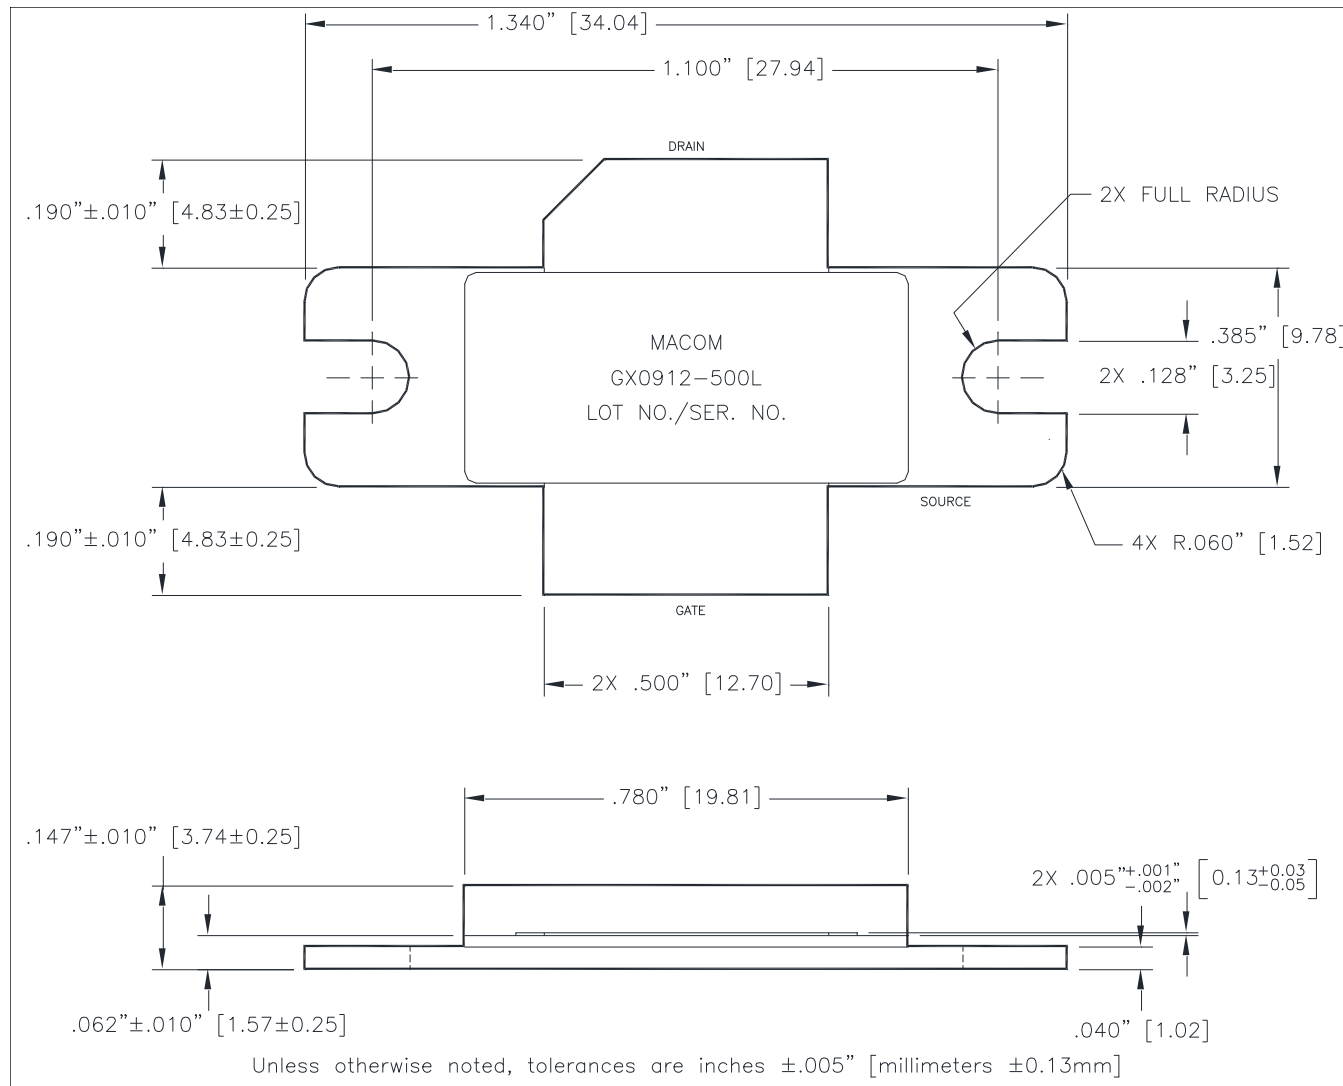 1.340” [34.04]
1.100” [27.94]
DRAIN
2X FULL RADIUS
.190”±.010” [4.83±0.25]
MACOM
GX0912-500L
LOT NO./SER. NO.
.385” [9.78]
2X .128” [3.25]
SOURCE
.190”±.010” [4.83±0.25]
4X R.060” [1.52]
GATE
2X .500” [12.70]
.780” [19.81]
.147”±.010” [3.74±0.25]
2X .005”+.001” -.002” [0.13+0.03 -0.05]
.062”±.010” [1.57±0.25]
.040” [1.02]
Unless otherwise noted, tolerances are inches ±.005” [millimeters ±0.13mm]